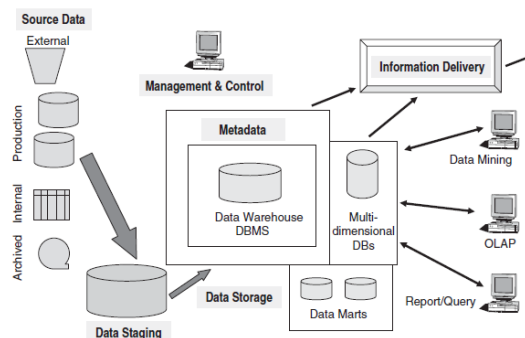 Source Data
External
Production
Internal
Archived
Management & Control
Information Delivery
Metadata
Data Warehouse
DBMS
Multi-
dimensional
DBs
Data Mining
OLAP
Report/Query
Data Storage
Data Marts
Data Staging